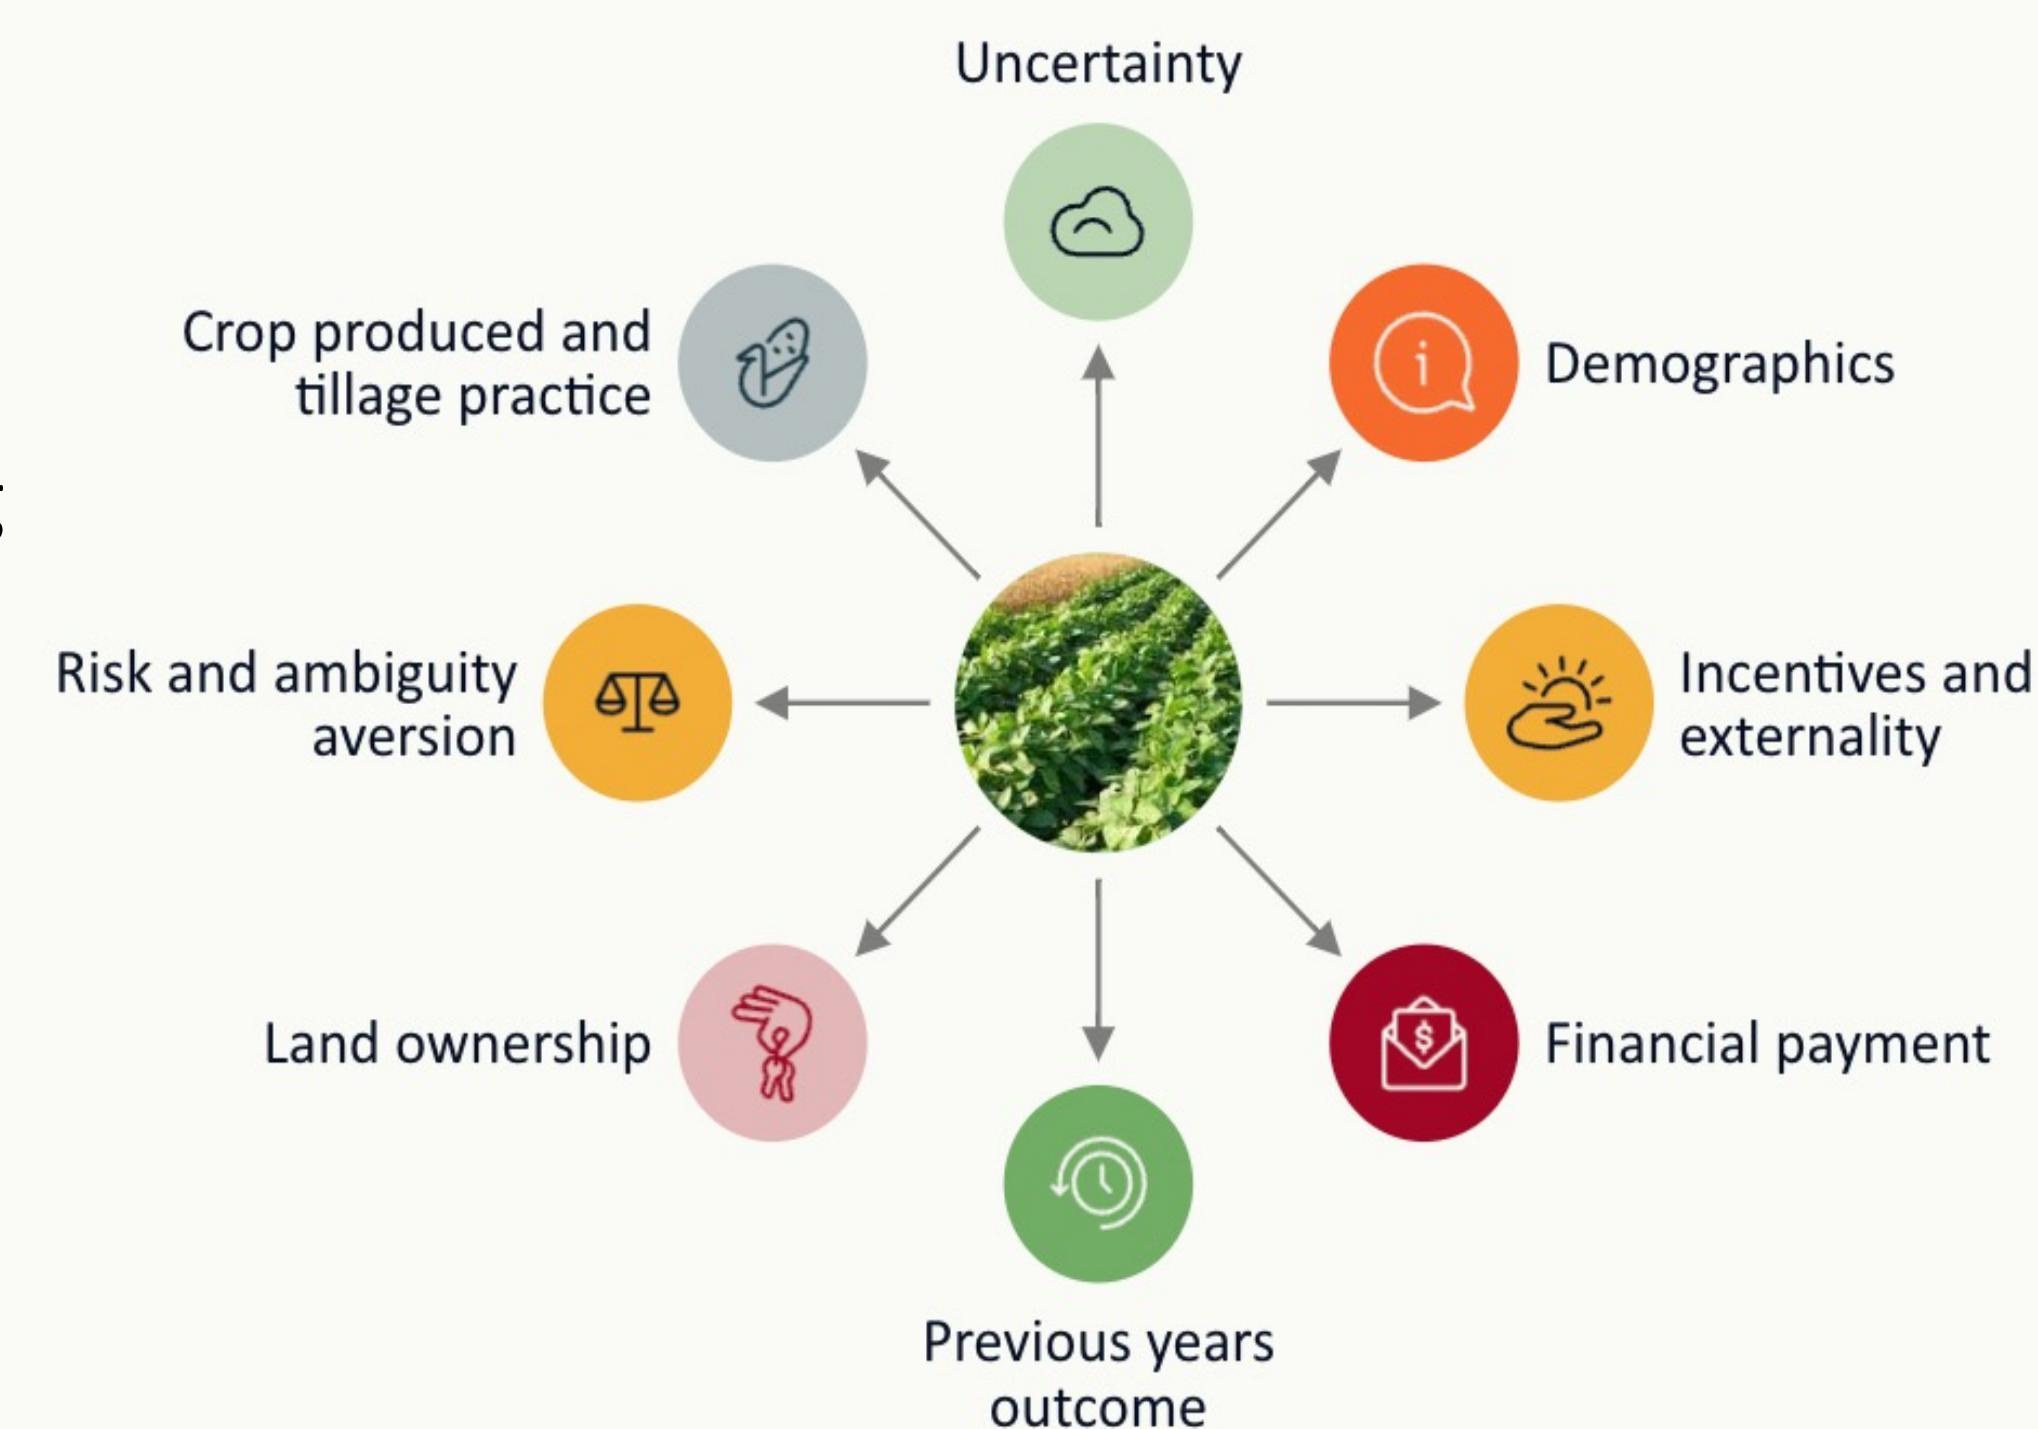 Uncertainty
Crop produced and
tillage practice
Demographics
Risk and ambiguity
aversion
Incentives and
externality
Land ownership
$
Financial payment
Previous years
outcome